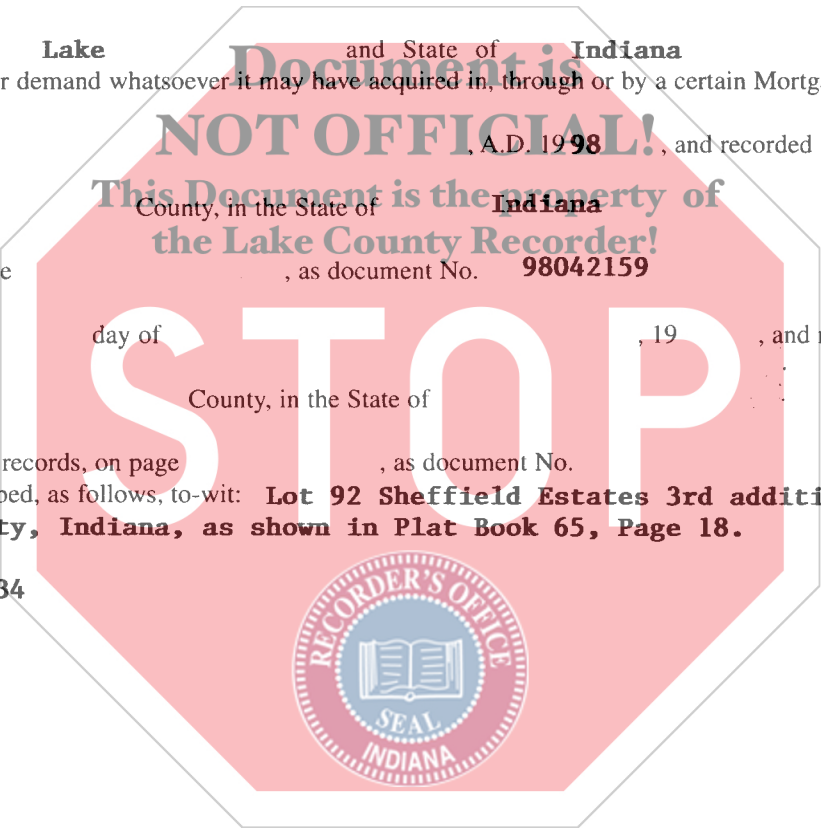 Lake and State of Indiana
Document is
r demand whatsoever it may have acquired in, through or by a certain Mortg
NOT OFFICIAL!
, A.D. 1998 , and recorded
This Document is the property of
County, in the State of Indiana
the Lake County Recorder!
e , as document No. 98042159
STOP
day of , 19 , and
County, in the State of
records, on page , as document No.
ped, as follows, to-wit: Lot 92 Sheffield Estates 3rd additi
ty, Indiana, as shown in Plat Book 65, Page 18.
34
RECORDER'S OFFICE
SEAL
INDIANA